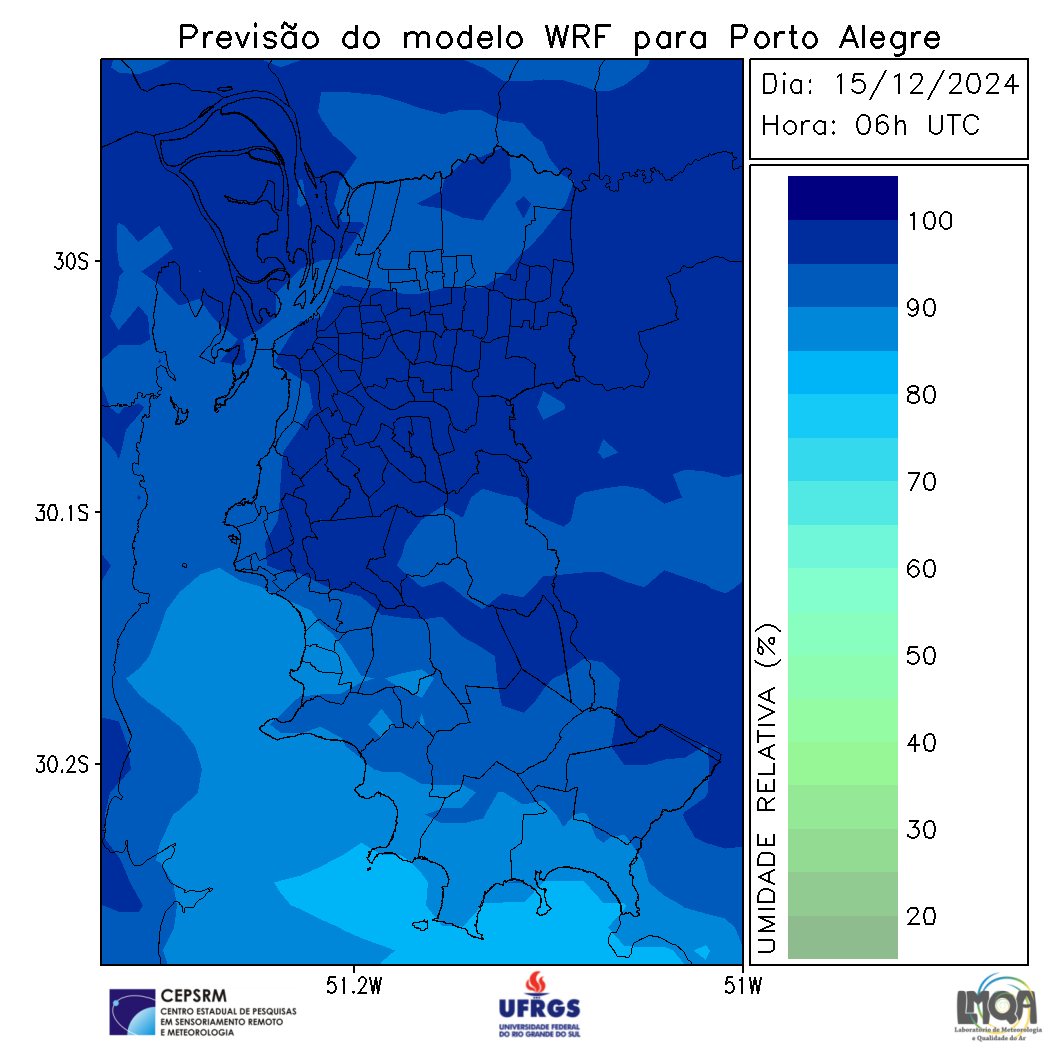 Previsão do modelo WRF para Porto Alegre
Dia: 15/12/2024
Hora: 06h UTC
30S
30.1S
30.2S
51.2W
51W
100
90
80
70
60
50
40
30
20
UMIDADE RELATIVA (%)
CEPSRM
CENTRO ESTADUAL DE PESQUISAS
EM SENSORIAMENTO REMOTO
E METEOROLOGIA
UFRGS
UNIVERSIDADE FEDERAL
DO RIO GRANDE DO SUL
LMQA
Laboratório de Meteorologia
e Qualidade do Ar